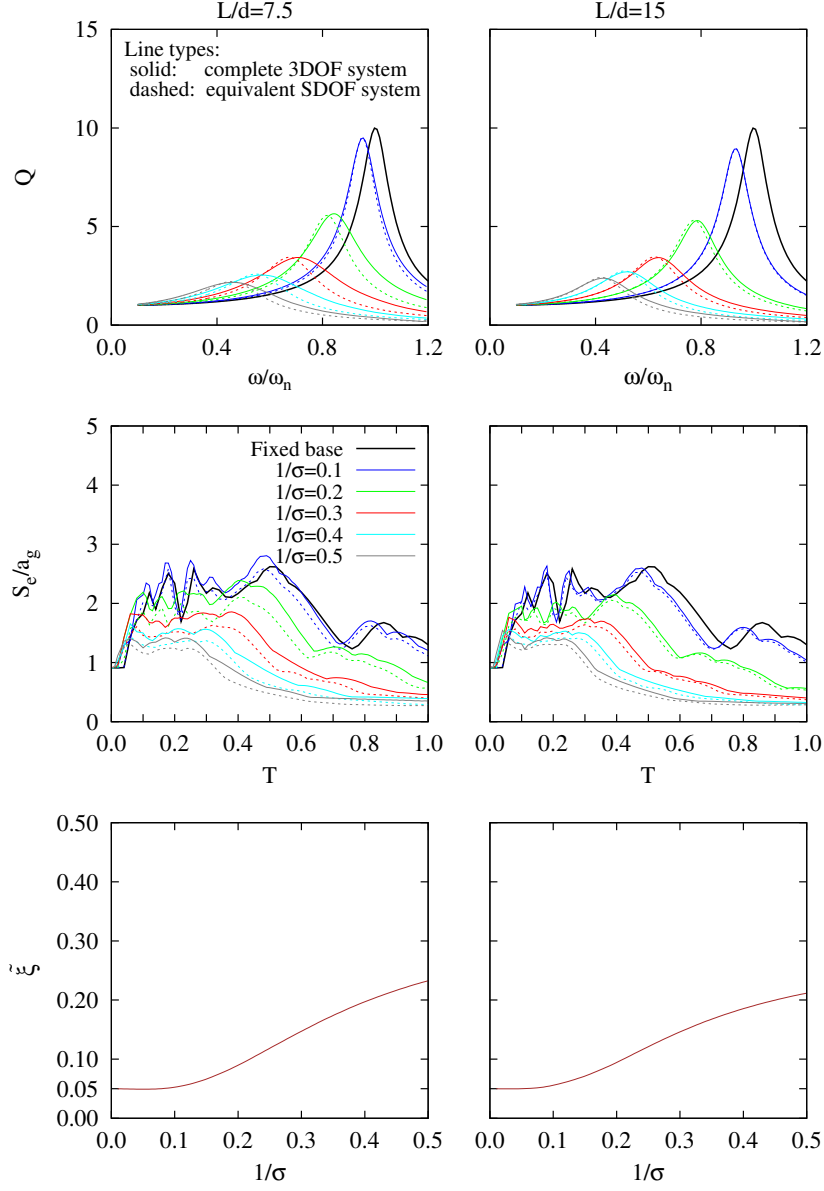 L/d=7.5
L/d=15
Line types:
solid: complete 3DOF system
dashed: equivalent SDOF system
Q
15
10
5
0
0.0 0.4 0.8 1.2
ω/ωn
0.0 0.4 0.8 1.2
ω/ωn
Fixed base
1/σ=0.1
1/σ=0.2
1/σ=0.3
1/σ=0.4
1/σ=0.5
Se/ag
5
4
3
2
1
0
0.0 0.2 0.4 0.6 0.8 1.0
T
0.0 0.2 0.4 0.6 0.8 1.0
T
ξ̃
0.50
0.40
0.30
0.20
0.10
0.05
0.00
0.0 0.1 0.2 0.3 0.4 0.5
1/σ
0.0 0.1 0.2 0.3 0.4 0.5
1/σ